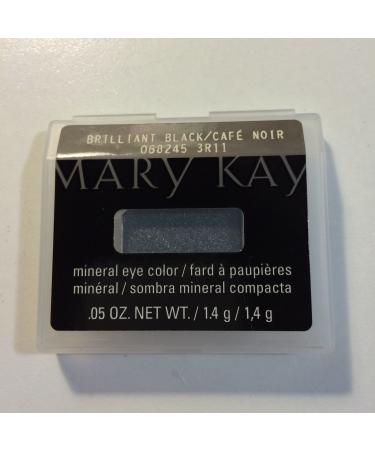 BRILLIANT BLACK/CAFÉ NOIR
068245 3R11
MARY KAY
mineral eye color / fard à paupières
minéral / sombra mineral compacta
.05 OZ. NET WT. / 1.4 g / 1,4 g